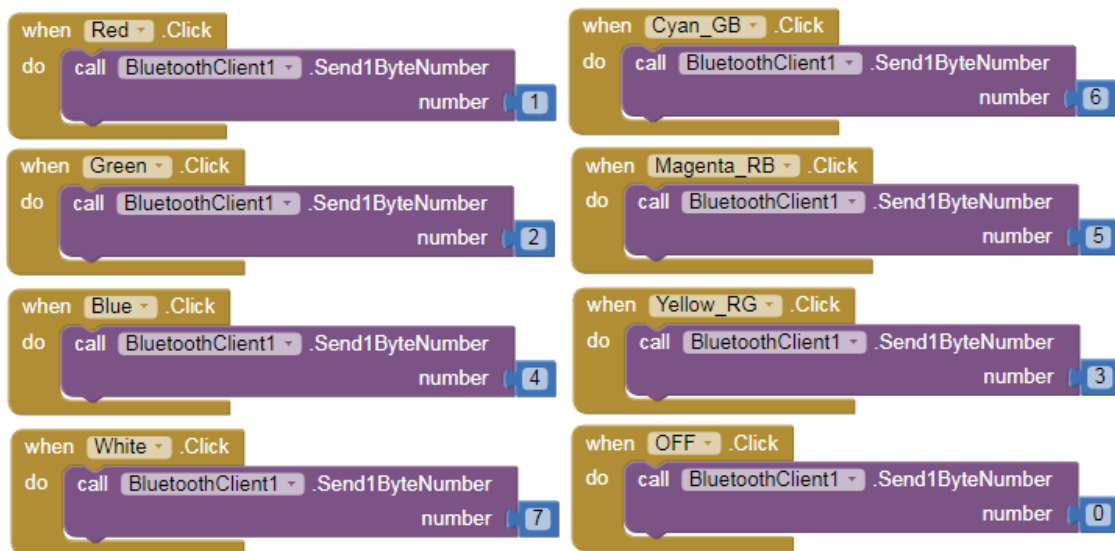 when Red .Click
do call BluetoothClient1 .Send1ByteNumber
number 1
when Green .Click
do call BluetoothClient1 .Send1ByteNumber
number 2
when Blue .Click
do call BluetoothClient1 .Send1ByteNumber
number 4
when White .Click
do call BluetoothClient1 .Send1ByteNumber
number 7
when Cyan_GB .Click
do call BluetoothClient1 .Send1ByteNumber
number 6
when Magenta_RB .Click
do call BluetoothClient1 .Send1ByteNumber
number 5
when Yellow_RG .Click
do call BluetoothClient1 .Send1ByteNumber
number 3
when OFF .Click
do call BluetoothClient1 .Send1ByteNumber
number 0